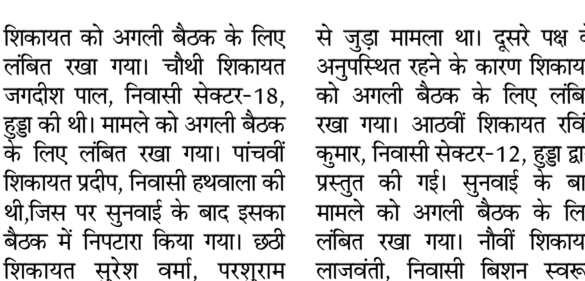 शिकायत को अगली बैठक के लिए
लंबित रखा गया। चौथी शिकायत
जगदीश पाल, निवासी सेक्टर-18,
हुड्डा की थी। मामले को अगली बैठक
के लिए लंबित रखा गया। पांचवीं
शिकायत प्रदीप, निवासी हथवाला की
थी,जिस पर सुनवाई के बाद इसका
बैठक में निपटारा किया गया। छठी
शिकायत सुरेश वर्मा, परशुराम
से जुड़ा मामला था। दूसरे पक्ष
अनुपस्थित रहने के कारण
को अगली बैठक के लिए
रखा गया। आठवीं शिकायत
कुमार, निवासी सेक्टर-12, हुड्डा
प्रस्तुत की गई। सुनवाई के
मामले को अगली बैठक के
लंबित रखा गया। नौवीं
लाजवंती, निवासी बिशन